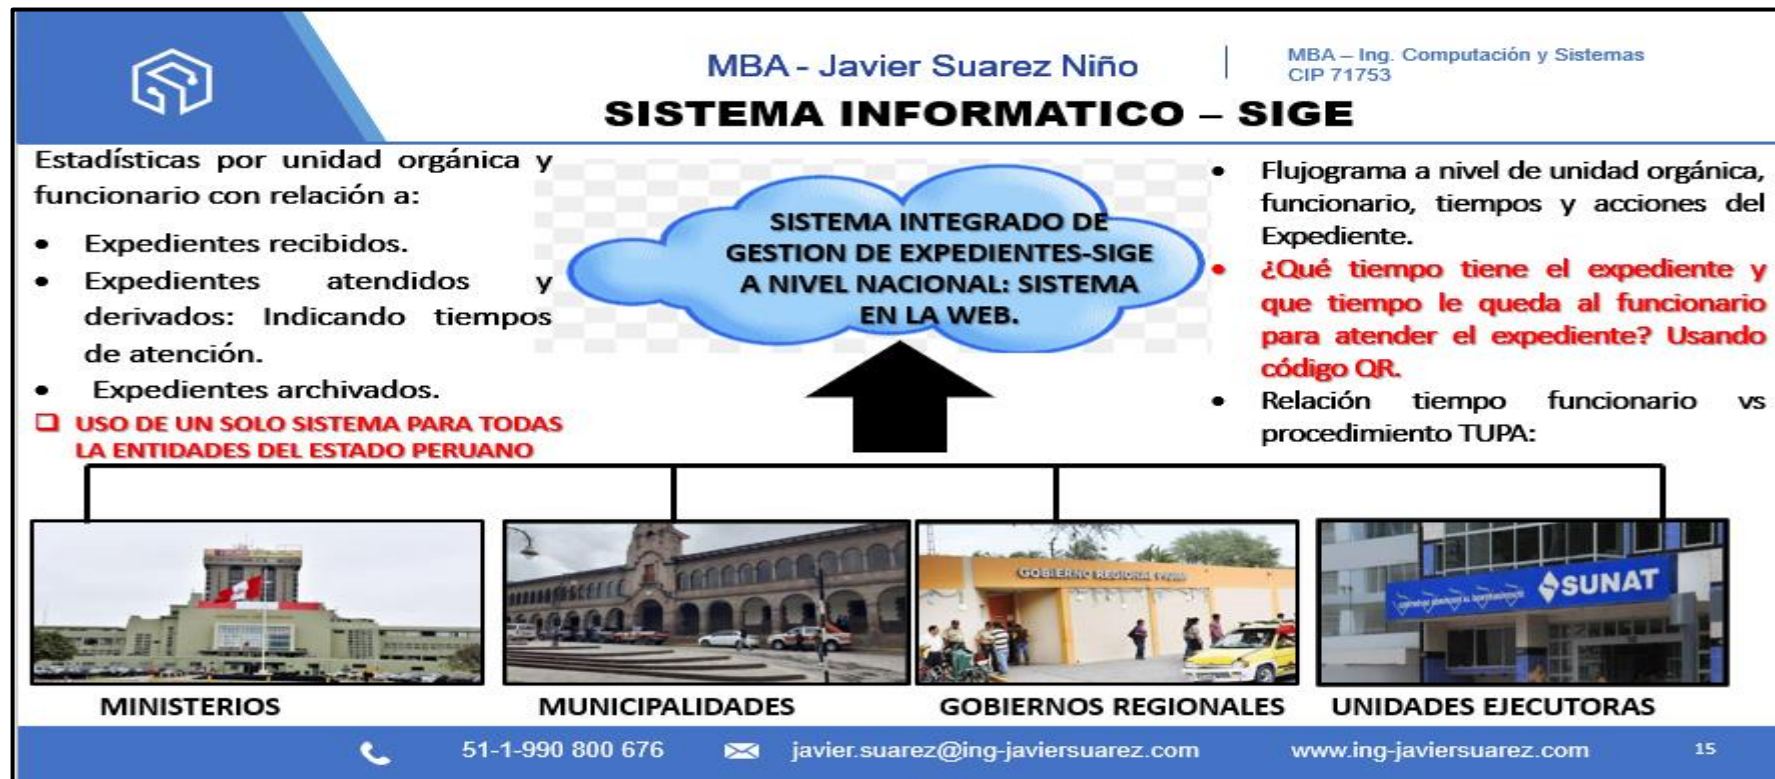 MBA - Javier Suarez Niño
MBA – Ing. Computación y Sistemas
CIP 71753
SISTEMA INFORMATICO – SIGE
Estadísticas por unidad orgánica y
funcionario con relación a:
• Expedientes recibidos.
• Expedientes atendidos y
derivados: Indicando tiempos
de atención.
• Expedientes archivados.
❑ USO DE UN SOLO SISTEMA PARA TODAS
LA ENTIDADES DEL ESTADO PERUANO
SISTEMA INTEGRADO DE
GESTION DE EXPEDIENTES-SIGE
A NIVEL NACIONAL: SISTEMA
EN LA WEB.
• Flujograma a nivel de unidad orgánica,
funcionario, tiempos y acciones del
Expediente.
• ¿Qué tiempo tiene el expediente y
que tiempo le queda al funcionario
para atender el expediente? Usando
código QR.
• Relación tiempo funcionario vs
procedimiento TUPA:
GOBIERNO REGIONAL
SUNAT
MINISTERIOS
MUNICIPALIDADES
GOBIERNOS REGIONALES
UNIDADES EJECUTORAS
51-1-990 800 676
javier.suarez@ing-javiersuarez.com
www.ing-javiersuarez.com
15